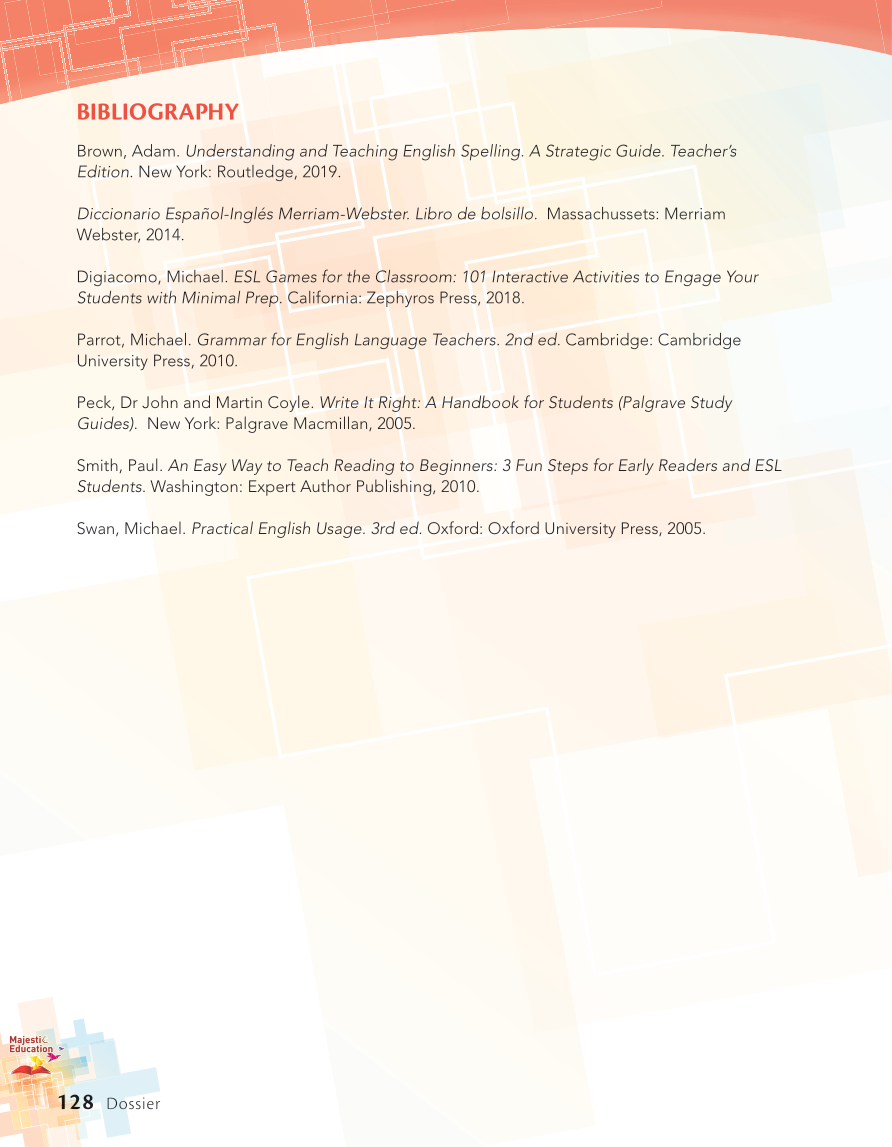 BIBLIOGRAPHY
Brown, Adam. Understanding and Teaching English Spelling. A Strategic Guide. Teacher’s
Edition. New York: Routledge, 2019.
Diccionario Español-Inglés Merriam-Webster. Libro de bolsillo.  Massachussets: Merriam
Webster, 2014.
Digiacomo, Michael. ESL Games for the Classroom: 101 Interactive Activities to Engage Your
Students with Minimal Prep. California: Zephyros Press, 2018.
Parrot, Michael. Grammar for English Language Teachers. 2nd ed. Cambridge: Cambridge
University Press, 2010.
Peck, Dr John and Martin Coyle. Write It Right: A Handbook for Students (Palgrave Study
Guides).  New York: Palgrave Macmillan, 2005.
Smith, Paul. An Easy Way to Teach Reading to Beginners: 3 Fun Steps for Early Readers and ESL
Students. Washington: Expert Author Publishing, 2010.
Swan, Michael. Practical English Usage. 3rd ed. Oxford: Oxford University Press, 2005.
Majestic
Education
128 Dossier